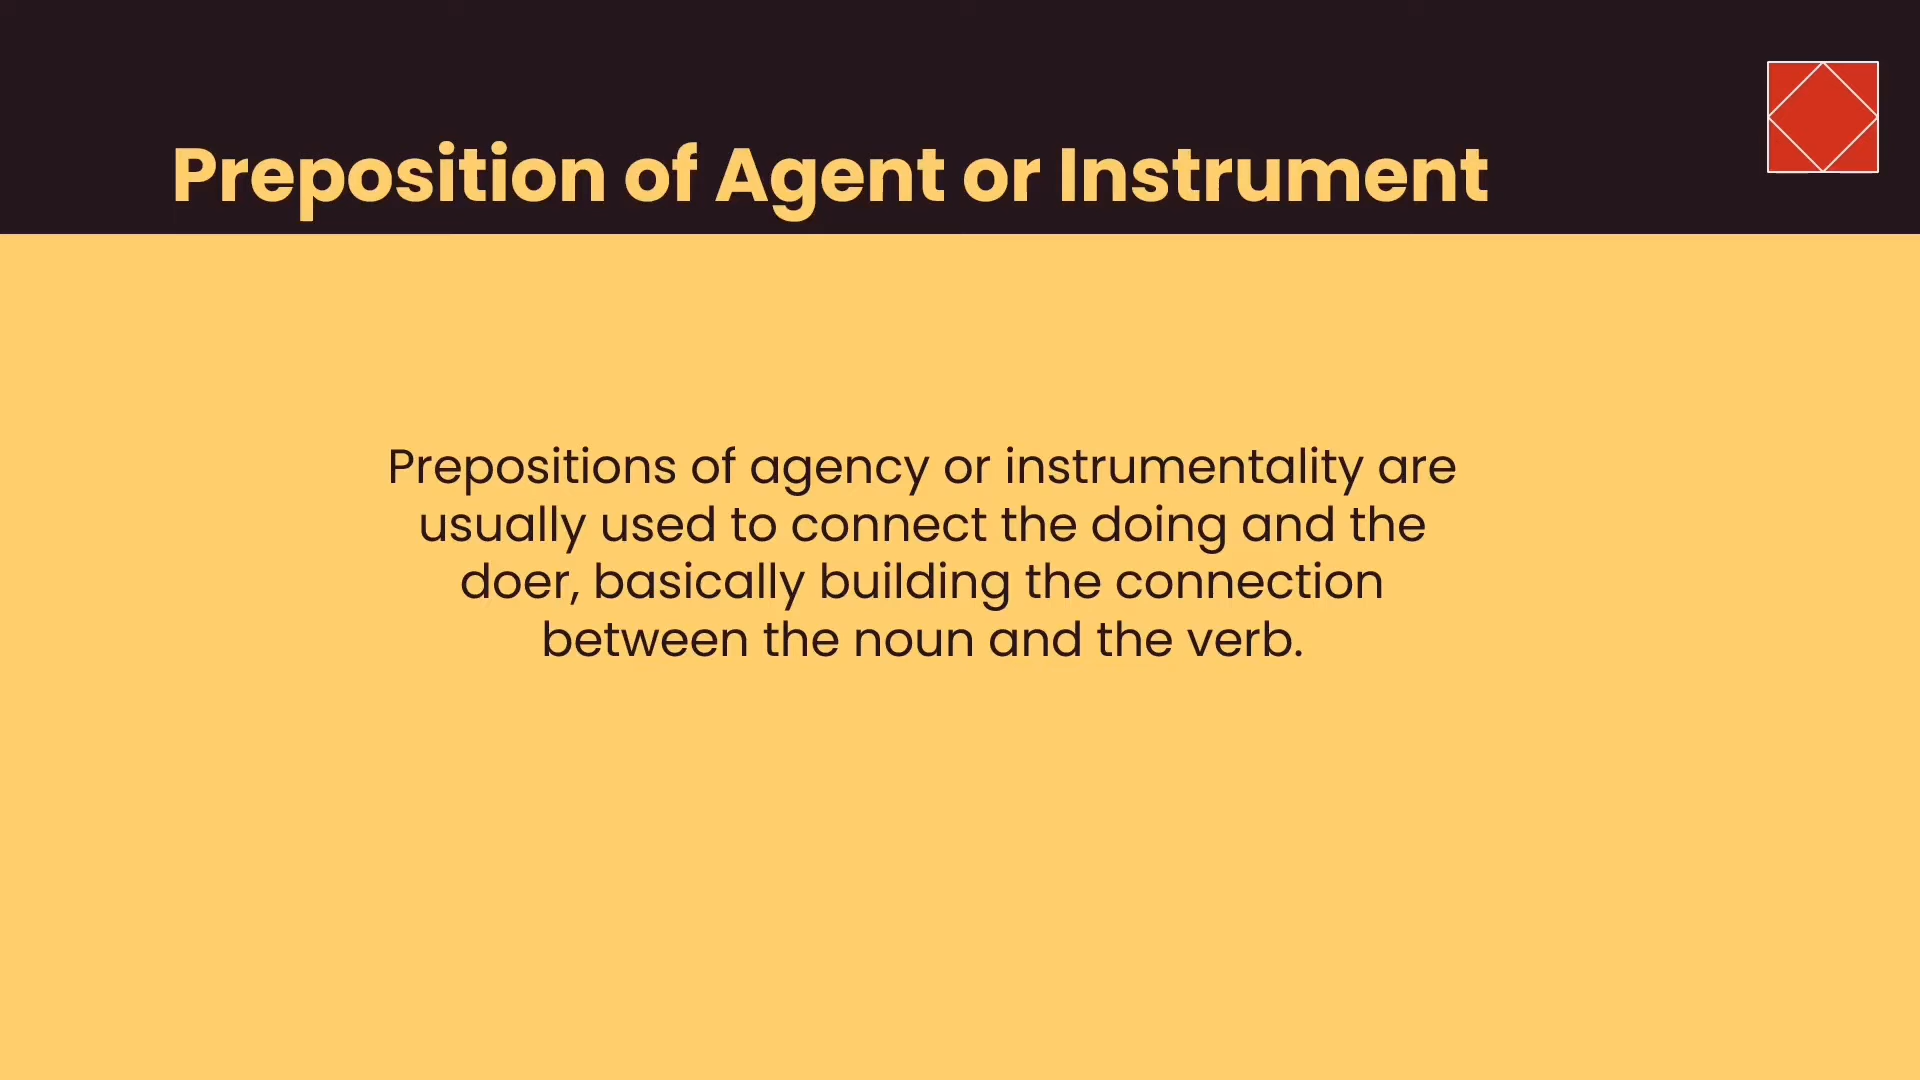 Preposition of Agent or Instrument
Prepositions of agency or instrumentality are
usually used to connect the doing and the
doer, basically building the connection
between the noun and the verb.